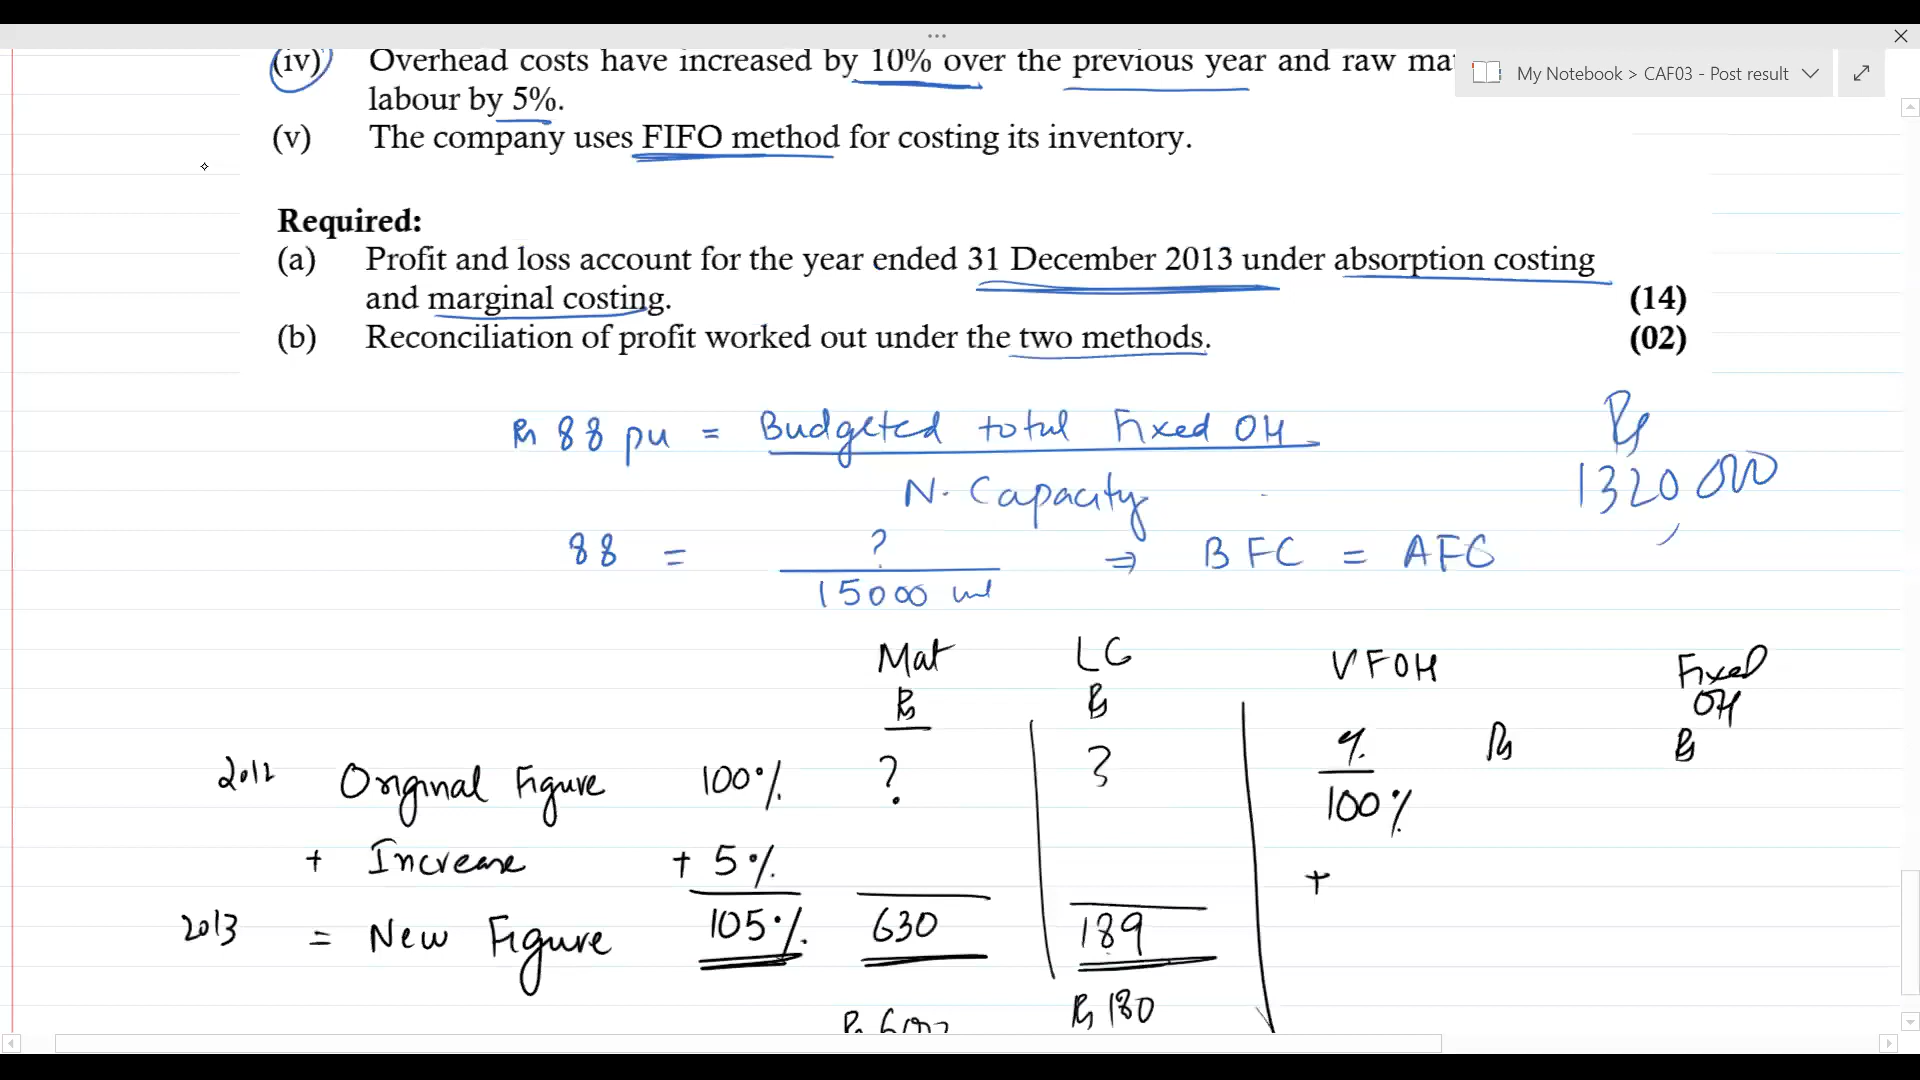 (iv) Overhead costs have increased by 10% over the previous year and raw
My Notebook > CAF03 - Post result
labour by 5%.
(v) The company uses FIFO method for costing its inventory.
Required:
(a) Profit and loss account for the year ended 31 December 2013 under absorption costing
and marginal costing. (14)
(b) Reconciliation of profit worked out under the two methods. (02)
Rs 88 pu = Budgeted total Fixed OH
N. Capacity
Rs
1320,000
88 = ?
15000 unt
⇒ BFC = AFC
Mat LC VFOH Fixed OH
Rs Rs % Rs Rs
2012 Original Figure 100% ? ? 100%
+ Increase + 5% +
2013 = New Figure 105% 630 189
Rs 600 Rs 180